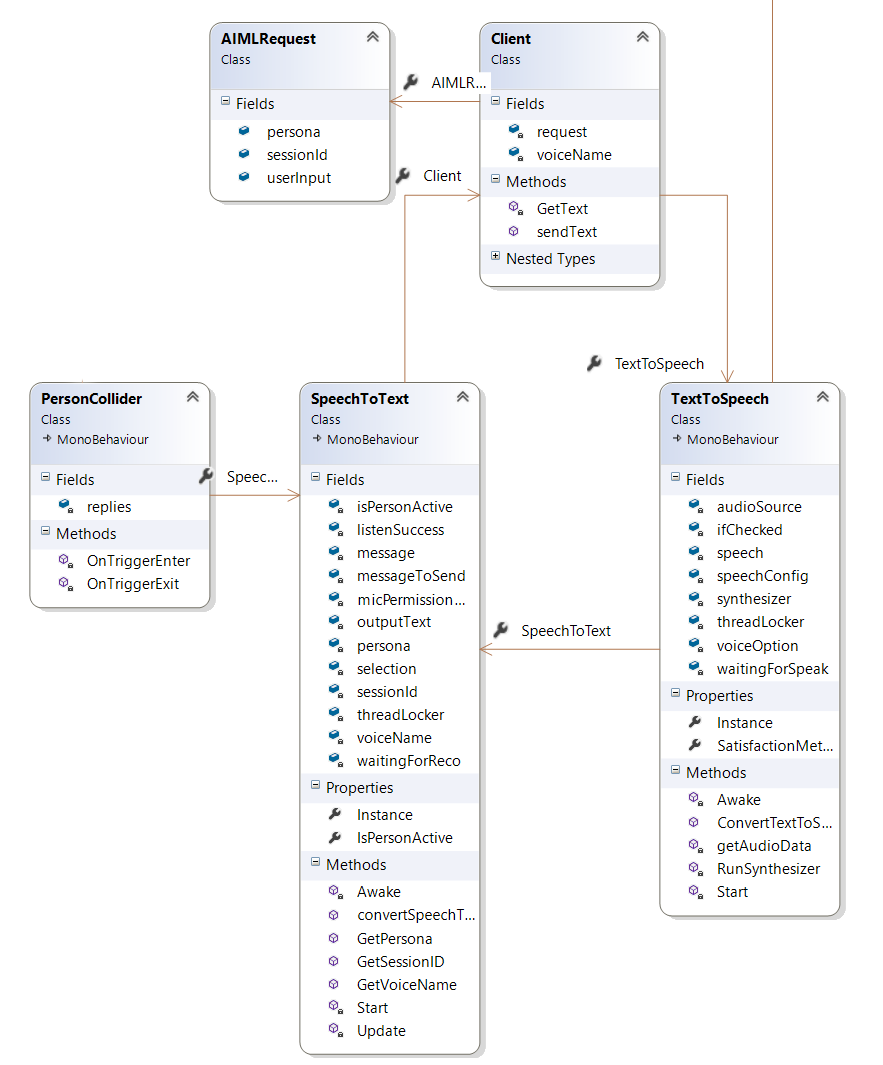 AIMLRequest
Class
Fields
persona
sessionId
userInput
AIMLR...
Client
Class
Fields
request
voiceName
Methods
GetText
sendText
Nested Types
Client
TextToSpeech
PersonCollider
Class
MonoBehaviour
Fields
replies
Methods
OnTriggerEnter
OnTriggerExit
Speec...
SpeechToText
Class
MonoBehaviour
Fields
isPersonActive
listenSuccess
message
messageToSend
micPermission...
outputText
persona
selection
sessionId
threadLocker
voiceName
waitingForReco
Properties
Instance
IsPersonActive
Methods
Awake
convertSpeechT...
GetPersona
GetSessionID
GetVoiceName
Start
Update
SpeechToText
TextToSpeech
Class
MonoBehaviour
Fields
audioSource
ifChecked
speech
speechConfig
synthesizer
threadLocker
voiceOption
waitingForSpeak
Properties
Instance
SatisfactionMet...
Methods
Awake
ConvertTextToS...
getAudioData
RunSynthesizer
Start